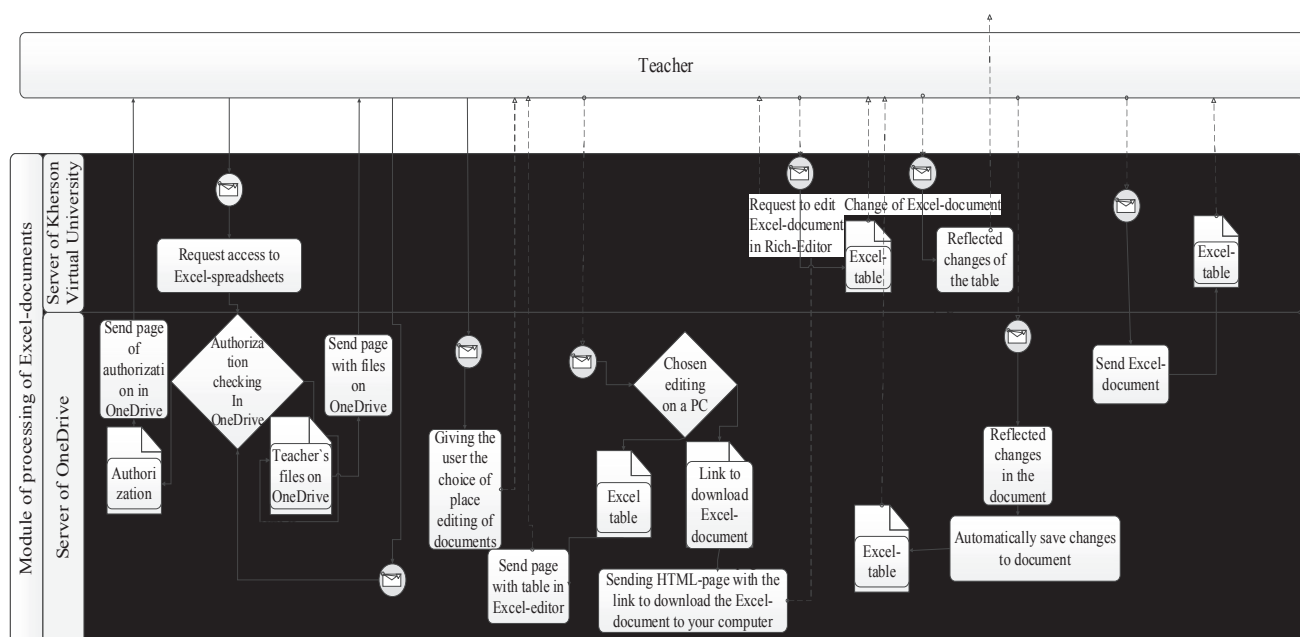 Teacher
Module of processing of Excel-documents
Server of Kherson
Virtual University
Server of OneDrive
Request access to
Excel-spreadsheets
Send page
of
authorizati
on in
OneDrive
Authori
zation
Authoriza
tion
checking
In
OneDrive
Send page
with files
on
OneDrive
Teacher`s
files on
OneDrive
Giving the
user the
choice of
place
editing of
documents
Send page
with table in
Excel-editor
Chosen
editing
on a PC
Excel
table
Link to
download
Excel-
document
Sending HTML-page with the
link to download the Excel-
document to your computer
Request to edit
Excel-document
in Rich-Editor
Excel-
table
Change of Excel-document
Reflected
changes of
the table
Reflected
changes
in the
document
Automatically save changes
to document
Excel-
table
Send Excel-
document
Excel-
table